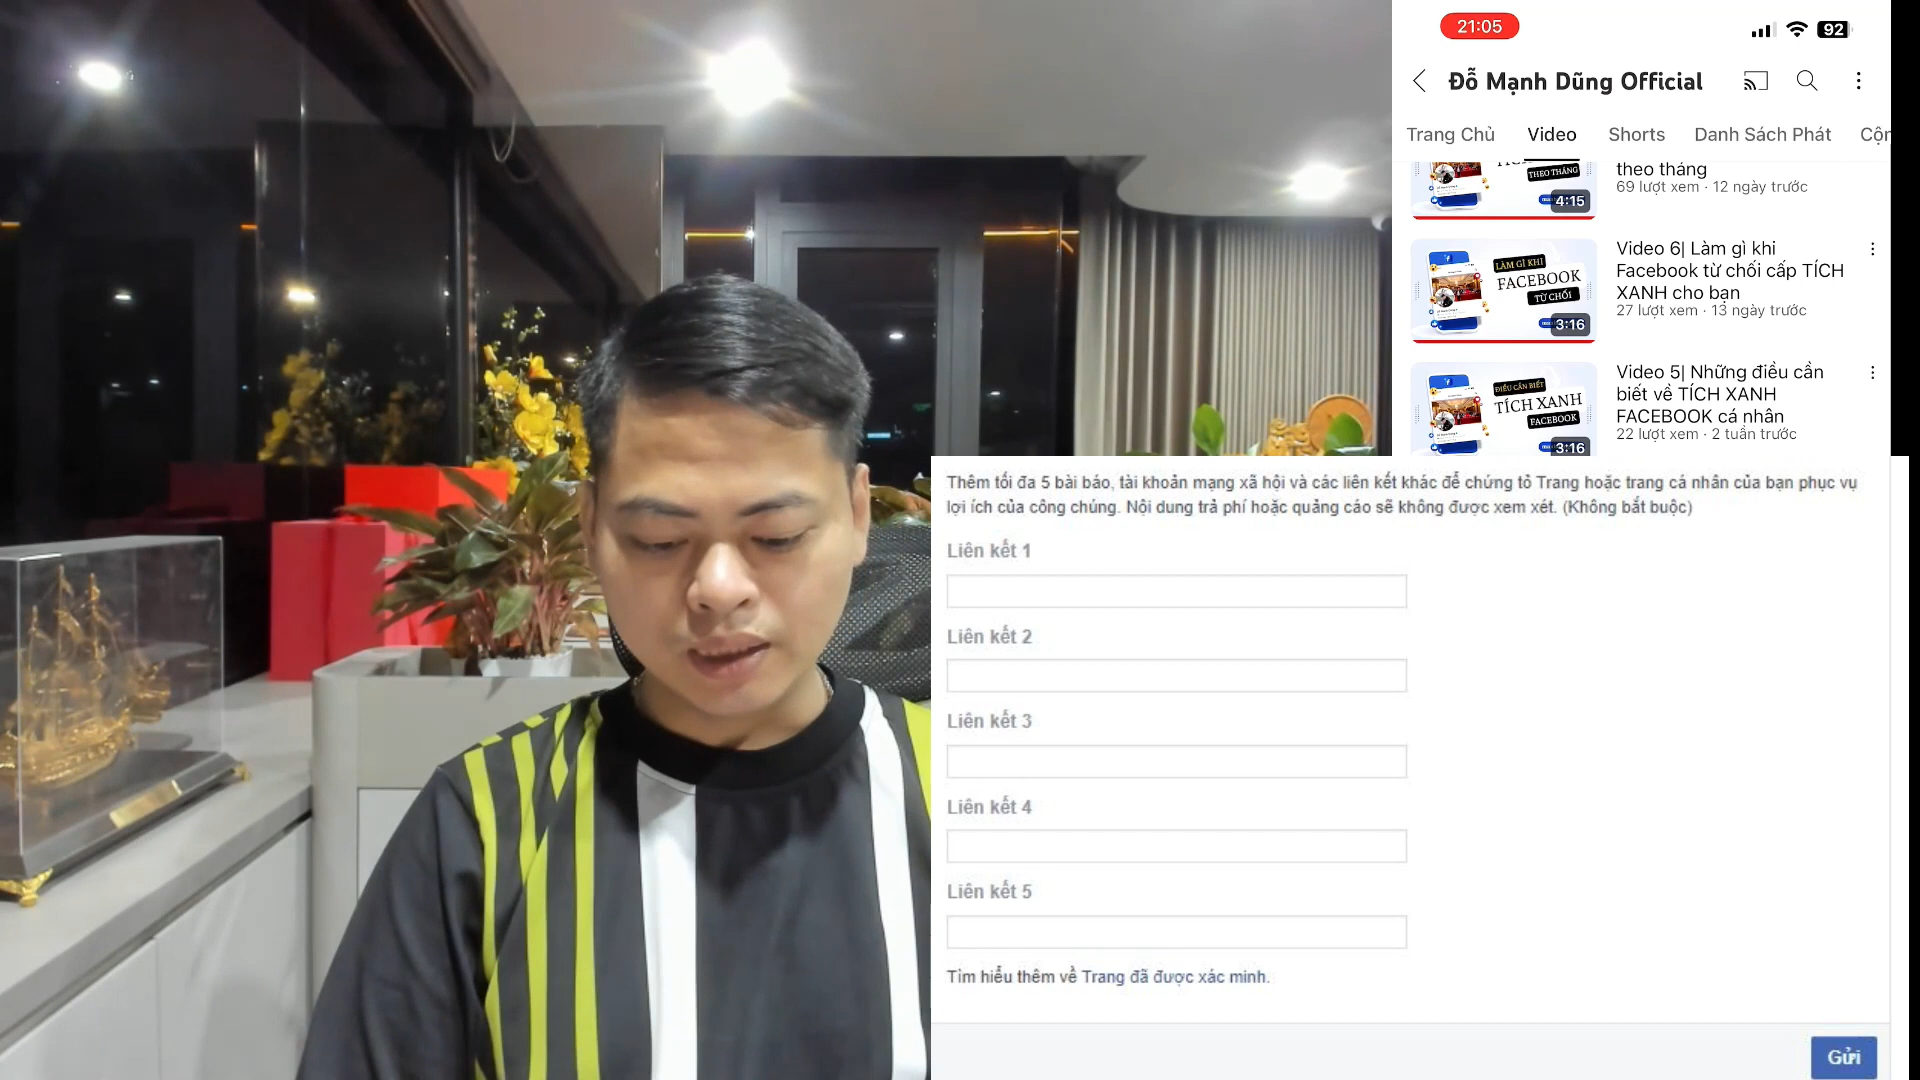 21:05
92
Đỗ Mạnh Dũng Official
Trang Chủ
Video
Shorts
Danh Sách Phát
THEO THÁNG
4:15
theo tháng
69 lượt xem · 12 ngày trước
LÀM GÌ KHI
FACEBOOK
TỪ CHỐI
3:16
Video 6| Làm gì khi
Facebook từ chối cấp TÍCH
XANH cho bạn
27 lượt xem · 13 ngày trước
ĐIỀU CẦN BIẾT
TÍCH XANH
FACEBOOK
3:16
Video 5| Những điều cần
biết về TÍCH XANH
FACEBOOK cá nhân
22 lượt xem · 2 tuần trước
Thêm tối đa 5 bài báo, tài khoản mạng xã hội và các liên kết khác để chứng tỏ Trang hoặc trang cá nhân của bạn phục vụ
lợi ích của công chúng. Nội dung trả phí hoặc quảng cáo sẽ không được xem xét. (Không bắt buộc)
Liên kết 1
Liên kết 2
Liên kết 3
Liên kết 4
Liên kết 5
Tìm hiểu thêm về Trang đã được xác minh.
Gửi